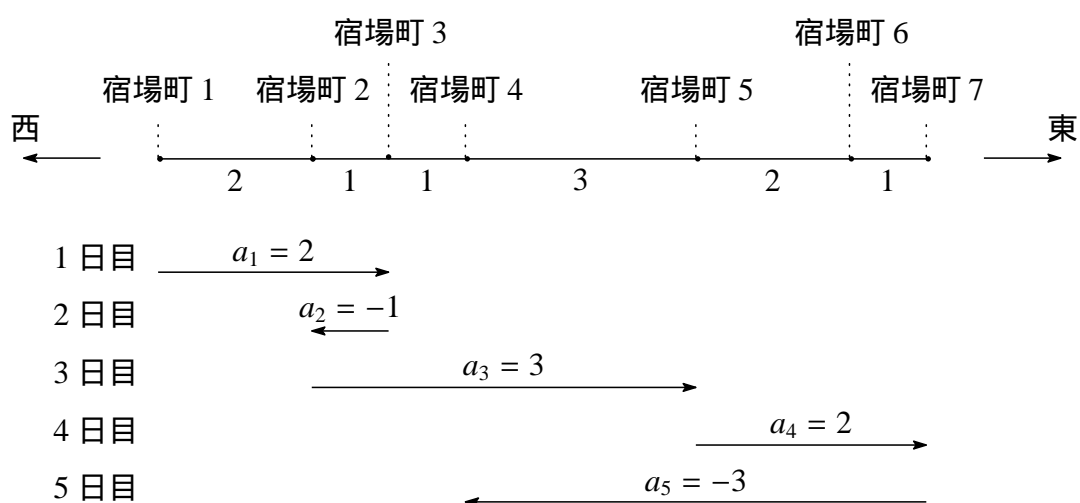 宿場町 3 宿場町 6
宿場町 1 宿場町 2 宿場町 4 宿場町 5 宿場町 7
西 東
2 1 1 3 2 1
1 日目 a₁ = 2
2 日目 a₂ = −1
3 日目 a₃ = 3
4 日目 a₄ = 2
5 日目 a₅ = −3